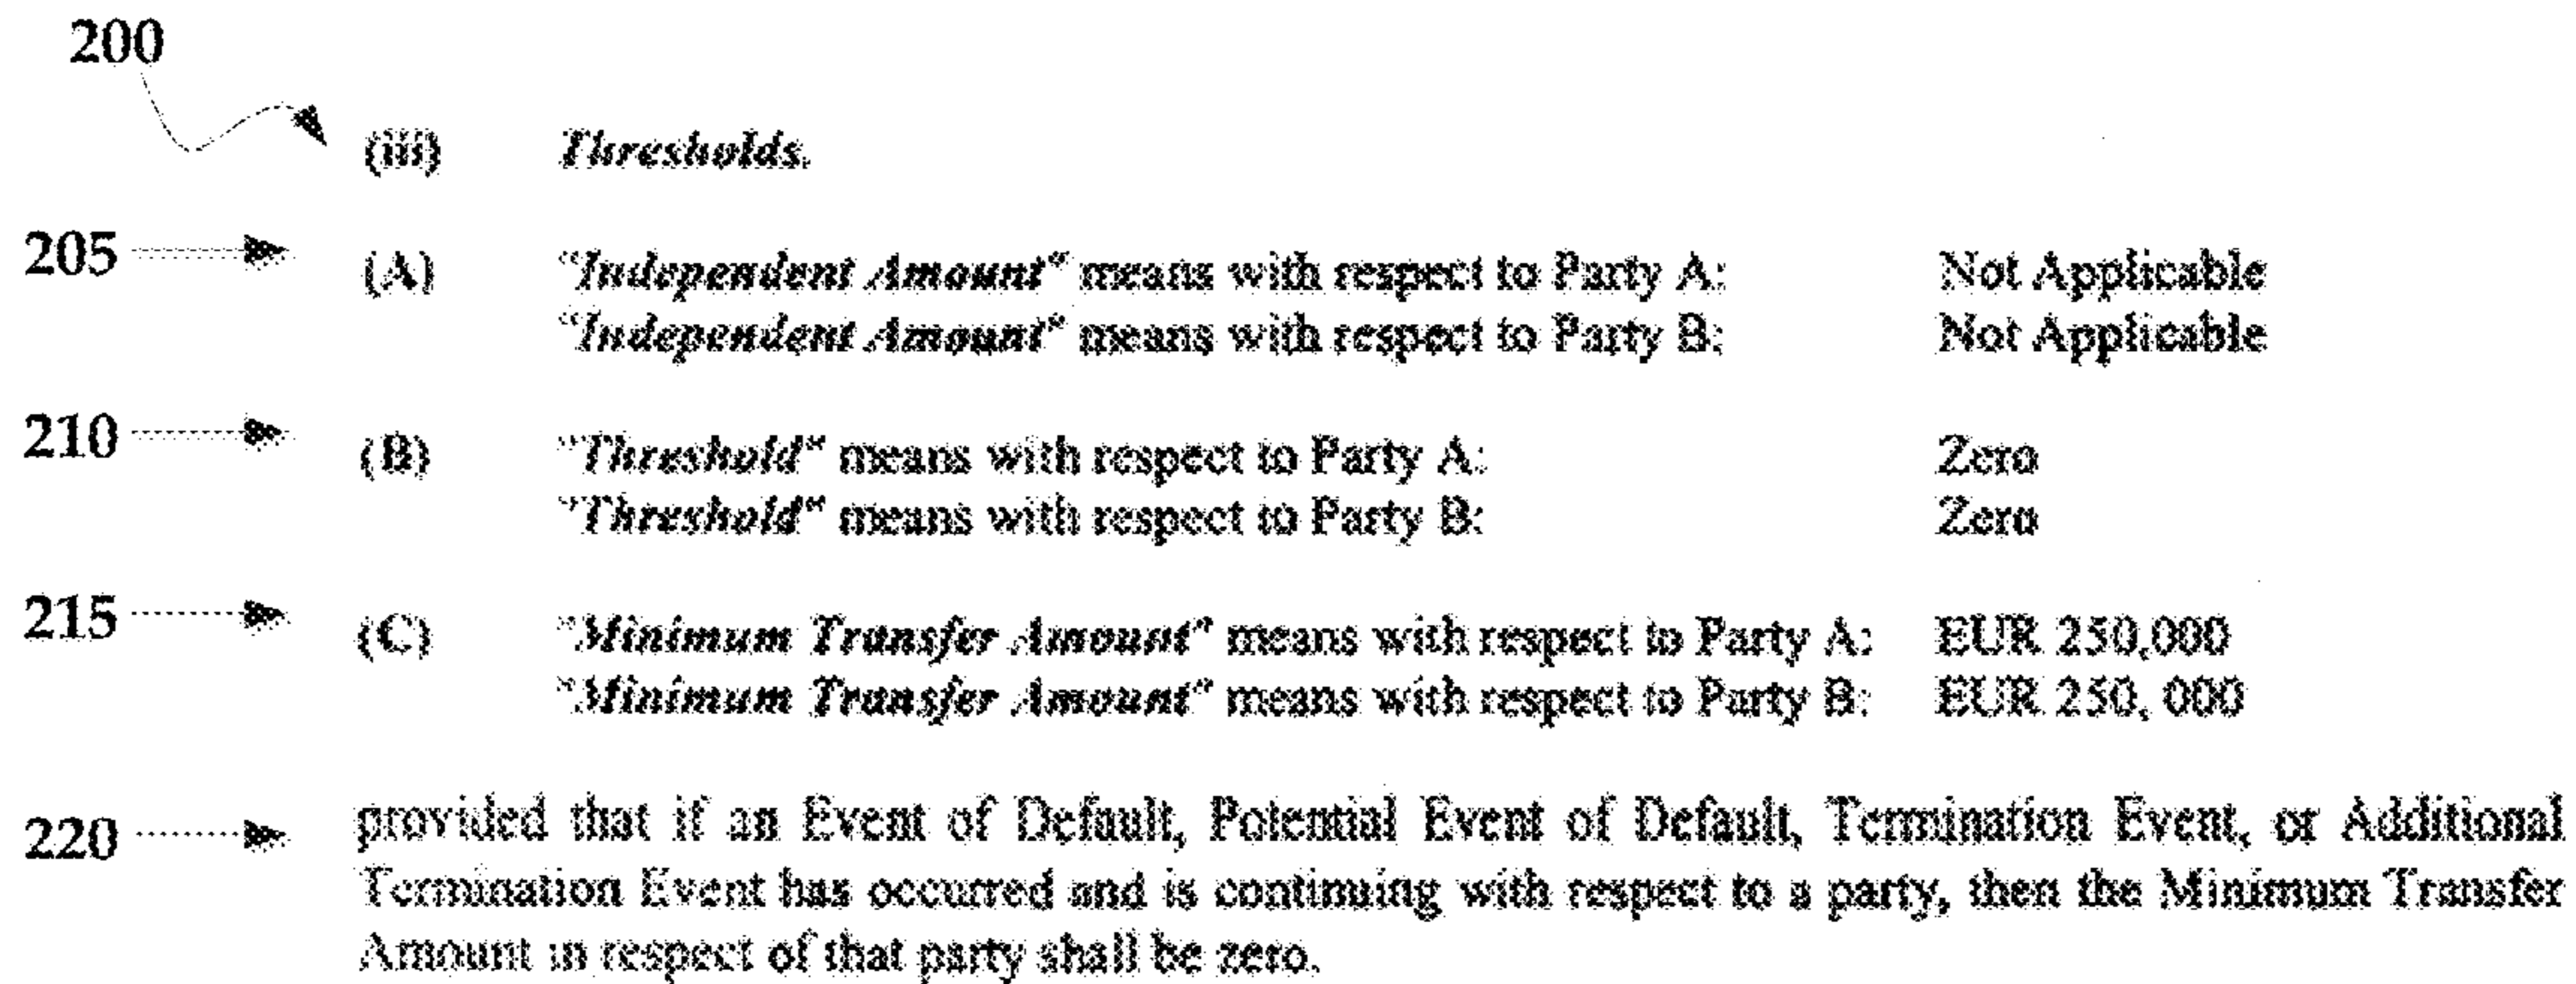 200
(iii) Thresholds.
205 (A) "Independent Amount" means with respect to Party A: Not Applicable
"Independent Amount" means with respect to Party B: Not Applicable
210 (B) "Threshold" means with respect to Party A: Zero
"Threshold" means with respect to Party B: Zero
215 (C) "Minimum Transfer Amount" means with respect to Party A: EUR 250,000
"Minimum Transfer Amount" means with respect to Party B: EUR 250, 000
220 provided that if an Event of Default, Potential Event of Default, Termination Event, or Additional
Termination Event has occurred and is continuing with respect to a party, then the Minimum Transfer
Amount in respect of that party shall be zero.